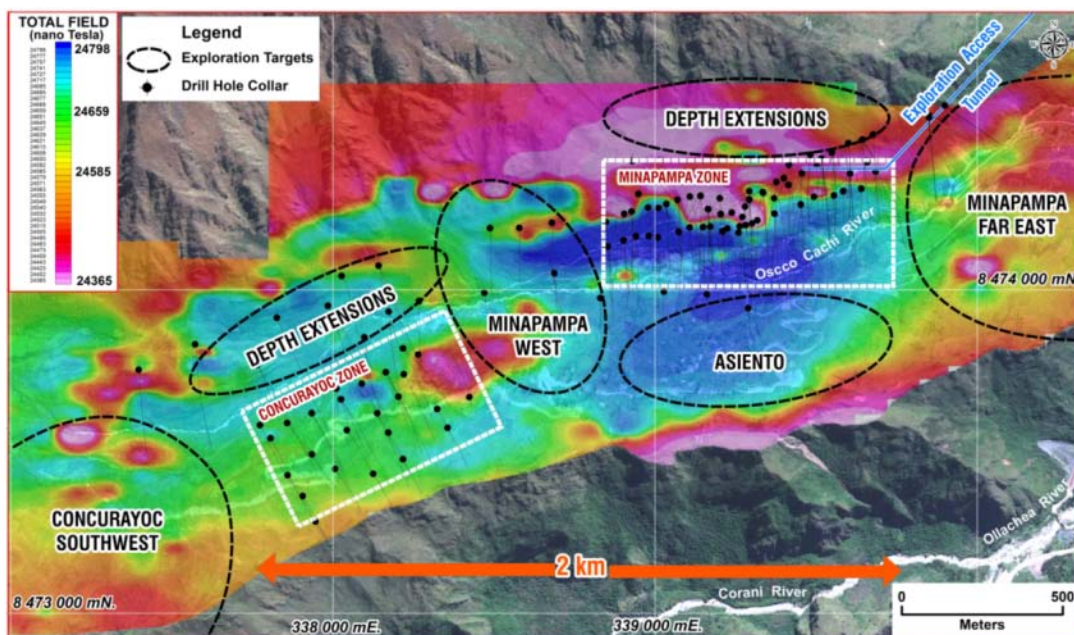 TOTAL FIELD
(nano Tesla)
24798
24659
24585
24365
Legend
Exploration Targets
Drill Hole Collar
Exploration Access
Tunnel
DEPTH EXTENSIONS
MINAPAMPA ZONE
MINAPAMPA
FAR EAST
Oscco Cachi River
8 474 000 mN.
DEPTH EXTENSIONS
MINAPAMPA
WEST
ASIENTO
CONCURAYOC ZONE
CONCURAYOC
SOUTHWEST
2 km
Ollachea River
Corani River
8 473 000 mN.
338 000 mE.
339 000 mE.
0
500
Meters